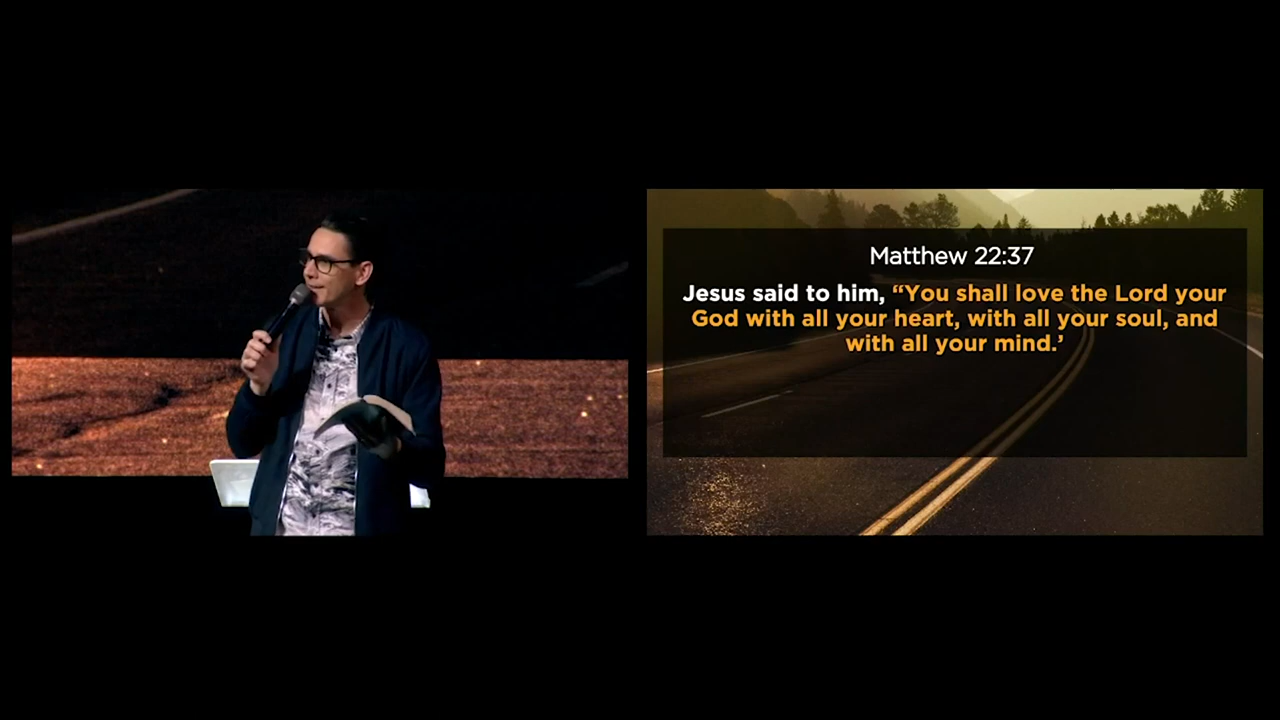 Matthew 22:37
Jesus said to him, “You shall love the Lord your
God with all your heart, with all your soul, and
with all your mind.’